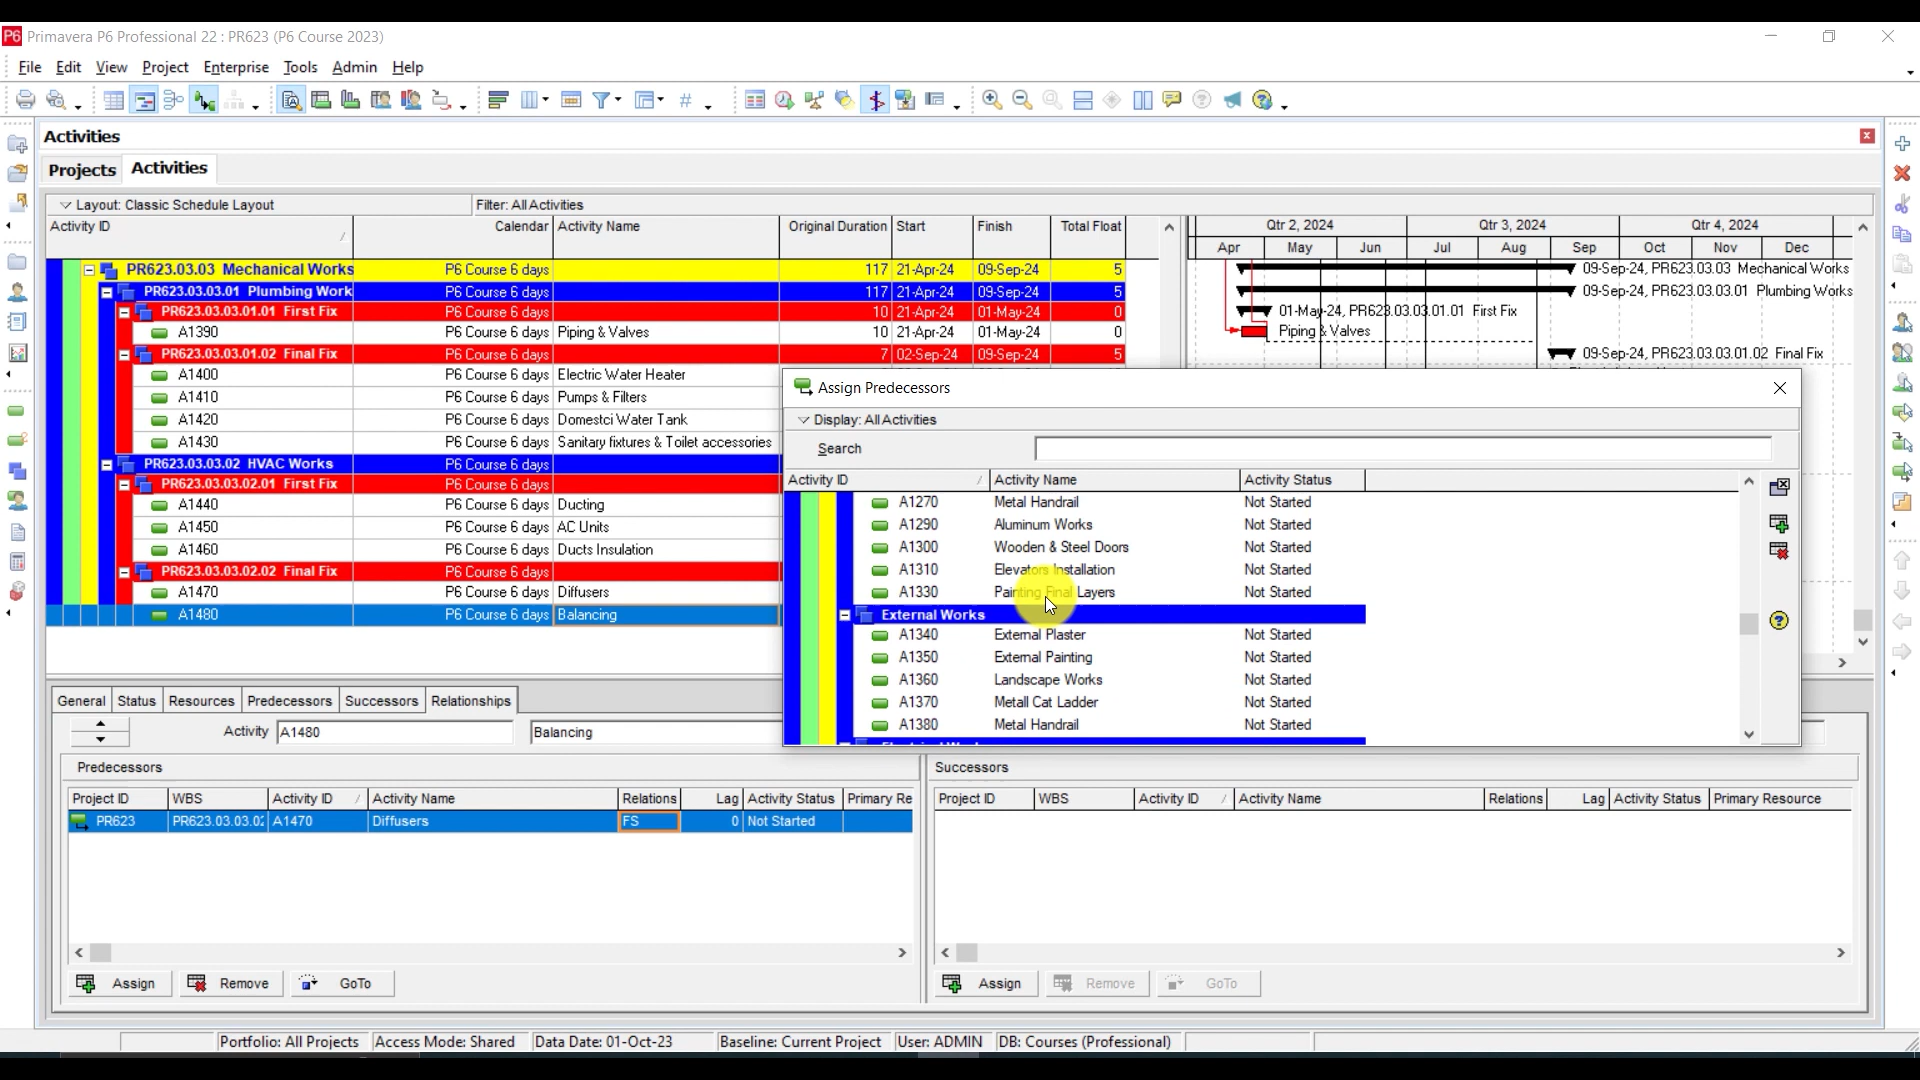 P6 Primavera P6 Professional 22 : PR623 (P6 Course 2023)
File Edit View Project Enterprise Tools Admin Help
Activities
Projects Activities
Layout: Classic Schedule Layout Filter: All Activities
Activity ID Calendar Activity Name Original Duration Start Finish Total Float
Qtr 2, 2024 Qtr 3, 2024 Qtr 4, 2024
Apr May Jun Jul Aug Sep Oct Nov Dec
PR623.03.03 Mechanical Works P6 Course 6 days 117 21-Apr-24 09-Sep-24 5 09-Sep-24, PR623.03.03 Mechanical Works
PR623.03.03.01 Plumbing Work P6 Course 6 days 117 21-Apr-24 09-Sep-24 5 09-Sep-24, PR623.03.03.01 Plumbing Works
PR623.03.03.01.01 First Fix P6 Course 6 days 10 21-Apr-24 01-May-24 0 01-May-24, PR623.03.03.01.01 First Fix
A1390 P6 Course 6 days Piping & Valves 10 21-Apr-24 01-May-24 0 Piping & Valves
PR623.03.03.01.02 Final Fix P6 Course 6 days 7 02-Sep-24 09-Sep-24 5 09-Sep-24, PR623.03.03.01.02 Final Fix
A1400 P6 Course 6 days Electric Water Heater
A1410 P6 Course 6 days Pumps & Filters
A1420 P6 Course 6 days Domestci Water Tank
A1430 P6 Course 6 days Sanitary fixtures & Toilet accessories
PR623.03.03.02 HVAC Works P6 Course 6 days
PR623.03.03.02.01 First Fix P6 Course 6 days
A1440 P6 Course 6 days Ducting
A1450 P6 Course 6 days AC Units
A1460 P6 Course 6 days Ducts Insulation
PR623.03.03.02.02 Final Fix P6 Course 6 days
A1470 P6 Course 6 days Diffusers
A1480 P6 Course 6 days Balancing
Assign Predecessors
Display: All Activities
Search
Activity ID Activity Name Activity Status
A1270 Metal Handrail Not Started
A1290 Aluminum Works Not Started
A1300 Wooden & Steel Doors Not Started
A1310 Elevators Installation Not Started
A1330 Painting Final Layers Not Started
External Works
A1340 External Plaster Not Started
A1350 External Painting Not Started
A1360 Landscape Works Not Started
A1370 Metall Cat Ladder Not Started
A1380 Metal Handrail Not Started
General Status Resources Predecessors Successors Relationships
Activity A1480 Balancing
Predecessors
Project ID WBS Activity ID Activity Name Relations Lag Activity Status Primary Re
PR623 PR623.03.03.02 A1470 Diffusers FS 0 Not Started
Assign Remove GoTo
Successors
Project ID WBS Activity ID Activity Name Relations Lag Activity Status Primary Resource
Assign Remove GoTo
Portfolio: All Projects Access Mode: Shared Data Date: 01-Oct-23 Baseline: Current Project User: ADMIN DB: Courses (Professional)